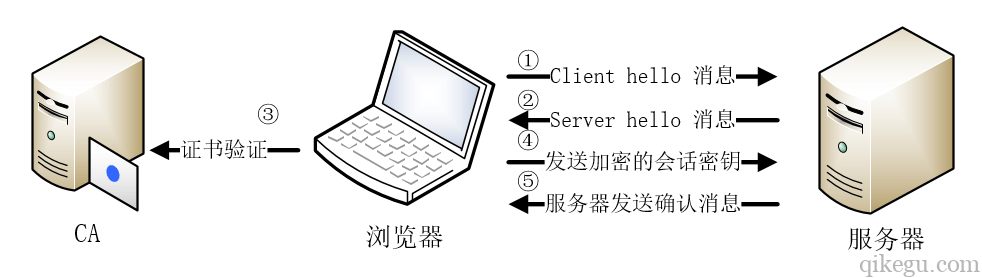 ①
Client hello 消息
②
Server hello 消息
③
证书验证
④
发送加密的会话密钥
⑤
服务器发送确认消息
CA
浏览器
服务器
qikegu.com